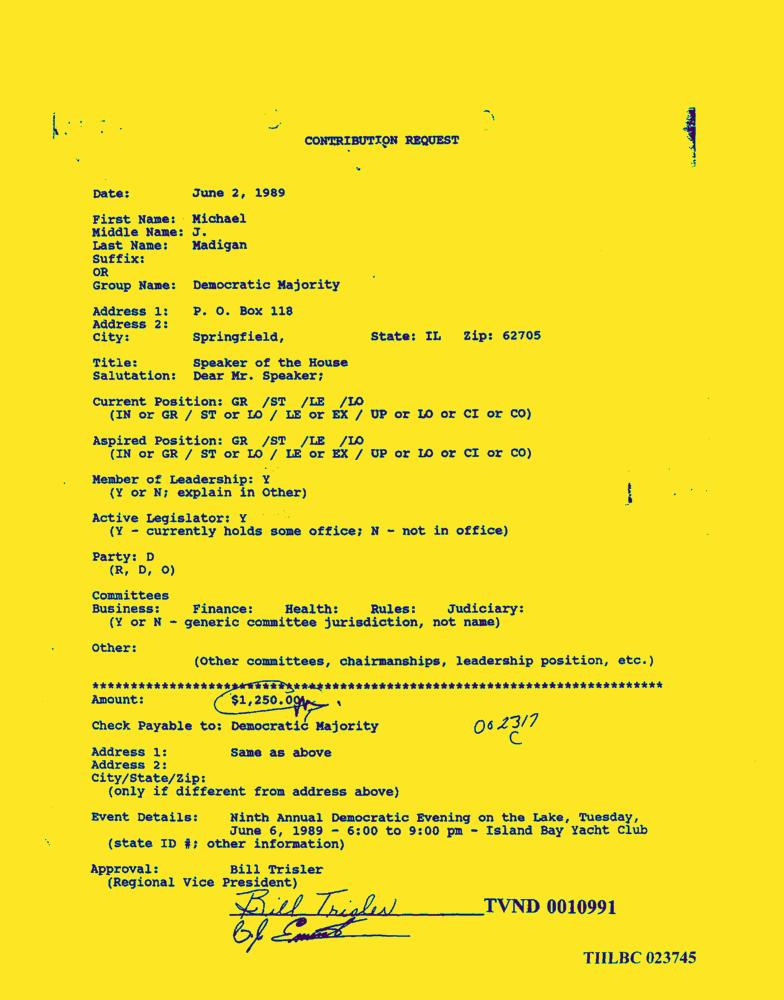 CONTRIBUTION REQUEST
Date: June 2, 1989
First Name: Michael
Middle Name: J.
Last Name: Madigan
Suffix:
OR
Group Name: Democratic Majority
Address 1: P. O. Box 118
Address 2:
City: Springfield, State: IL Zip: 62705
Title: Speaker of the House
Salutation: Dear Mr. Speaker;
Current Position: GR /ST /LE /LO
(IN or GR / ST or LO / LE or EX / UP or LO or CI or CO)
Aspired Position: GR /ST /LE /LO
(IN or GR / ST or LO / LE or EX / UP or LO or CI or CO)
Member of Leadership: Y
(Y or N; explain in Other)
Active Legislator: Y
(Y - currently holds some office; N - not in office)
Party: D
(R, D, O)
Committees
Business: Finance: Health: Rules: Judiciary:
(Y or N - generic committee jurisdiction, not name)
Other:
(Other committees, chairmanships, leadership position, etc.)
**************************************************************************
Amount: $1,250.00
Check Payable to: Democratic Majority
062317
C
Address 1: Same as above
Address 2:
City/State/Zip:
(only if different from address above)
Event Details: Ninth Annual Democratic Evening on the Lake, Tuesday,
June 6, 1989 - 6:00 to 9:00 pm - Island Bay Yacht Club
(state ID #; other information)
Approval: Bill Trisler
(Regional Vice President)
Bill Trisler TVND 0010991
TIILBC 023745